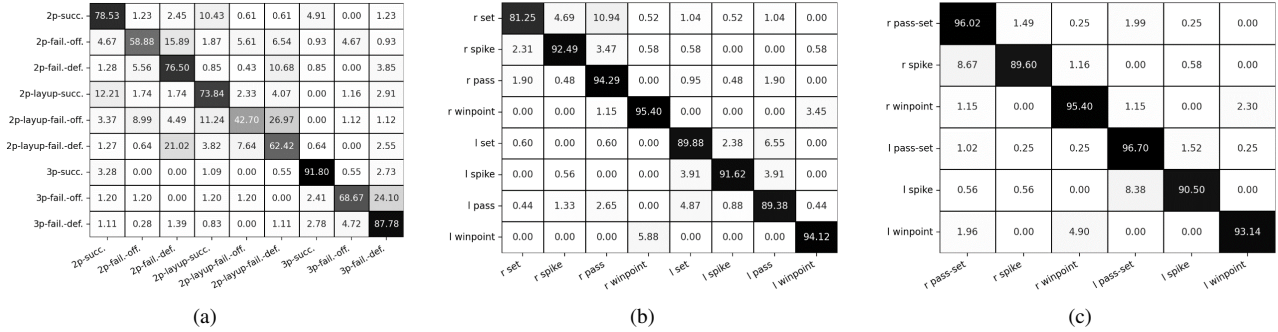 2p-succ. 78.53 1.23 2.45 10.43 0.61 0.61 4.91 0.00 1.23
2p-fail.-off. 4.67 58.88 15.89 1.87 5.61 6.54 0.93 4.67 0.93
2p-fail.-def. 1.28 5.56 76.50 0.85 0.43 10.68 0.85 0.00 3.85
2p-layup-succ. 12.21 1.74 1.74 73.84 2.33 4.07 0.00 1.16 2.91
2p-layup-fail.-off. 3.37 8.99 4.49 11.24 42.70 26.97 0.00 1.12 1.12
2p-layup-fail.-def. 1.27 0.64 21.02 3.82 7.64 62.42 0.64 0.00 2.55
3p-succ. 3.28 0.00 0.00 1.09 0.00 0.55 91.80 0.55 2.73
3p-fail.-off. 1.20 1.20 0.00 1.20 1.20 0.00 2.41 68.67 24.10
3p-fail.-def. 1.11 0.28 1.39 0.83 0.00 1.11 2.78 4.72 87.78
2p-succ. 2p-fail.-off. 2p-fail.-def. 2p-layup-succ. 2p-layup-fail.-off. 2p-layup-fail.-def. 3p-succ. 3p-fail.-off. 3p-fail.-def.
(a)
r set 81.25 4.69 10.94 0.52 1.04 0.52 1.04 0.00
r spike 2.31 92.49 3.47 0.58 0.58 0.00 0.00 0.58
r pass 1.90 0.48 94.29 0.00 0.95 0.48 1.90 0.00
r winpoint 0.00 0.00 1.15 95.40 0.00 0.00 0.00 3.45
l set 0.60 0.00 0.60 0.00 89.88 2.38 6.55 0.00
l spike 0.00 0.56 0.00 0.00 3.91 91.62 3.91 0.00
l pass 0.44 1.33 2.65 0.00 4.87 0.88 89.38 0.44
l winpoint 0.00 0.00 0.00 5.88 0.00 0.00 0.00 94.12
r set r spike r pass r winpoint l set l spike l pass l winpoint
(b)
r pass-set 96.02 1.49 0.25 1.99 0.25 0.00
r spike 8.67 89.60 1.16 0.00 0.58 0.00
r winpoint 1.15 0.00 95.40 1.15 0.00 2.30
l pass-set 1.02 0.25 0.25 96.70 1.52 0.25
l spike 0.56 0.56 0.00 8.38 90.50 0.00
l winpoint 1.96 0.00 4.90 0.00 0.00 93.14
r pass-set r spike r winpoint l pass-set l spike l winpoint
(c)